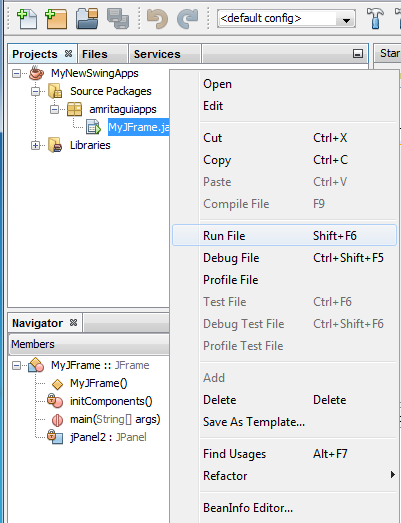 <default config>
Projects Files Services Star
MyNewSwingApps
Source Packages
amritaguiapps
MyJFrame.ja
Libraries
Open
Edit
Cut Ctrl+X
Copy Ctrl+C
Paste Ctrl+V
Compile File F9
Run File Shift+F6
Debug File Ctrl+Shift+F5
Profile File
Test File Ctrl+F6
Debug Test File Ctrl+Shift+F6
Profile Test File
Add
Delete Delete
Save As Template...
Find Usages Alt+F7
Refactor
BeanInfo Editor...
Navigator
Members
MyJFrame :: JFrame
MyJFrame()
initComponents()
main(String[] args)
jPanel2 : JPanel